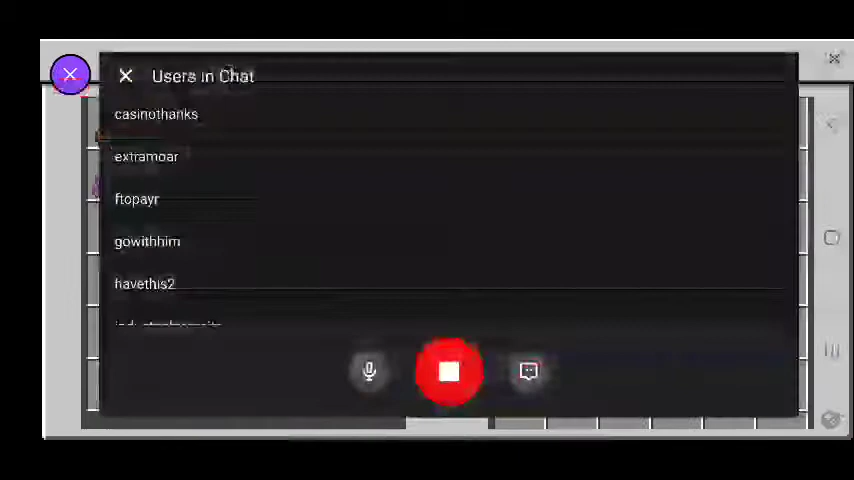 Users in Chat
casinothanks
extramoar
ftopayr
gowithhim
havethis2